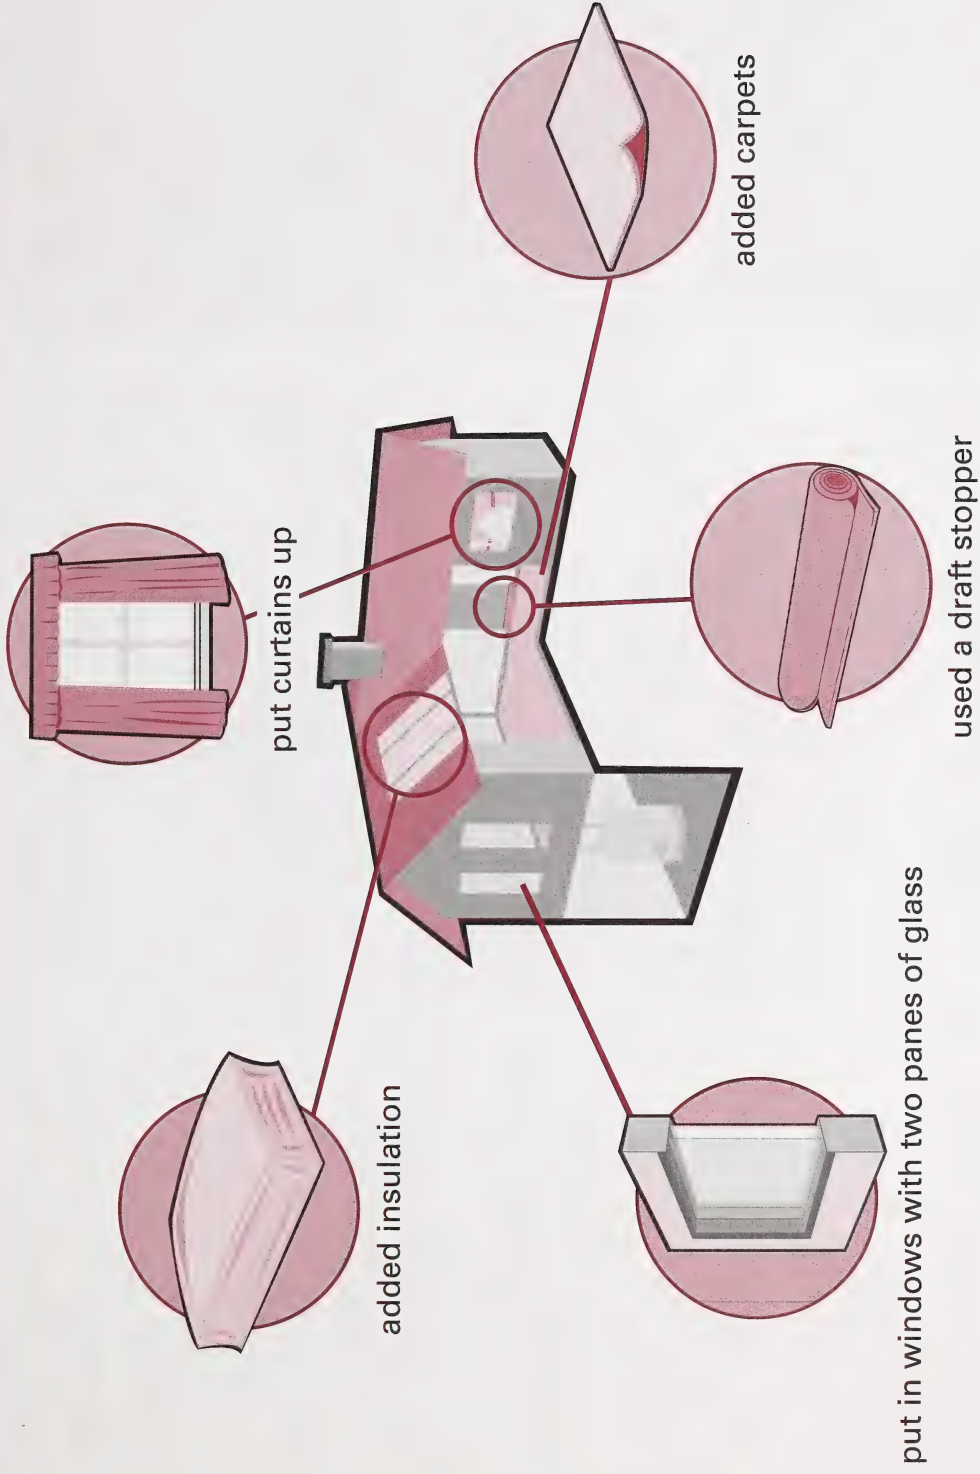 put curtains up
added insulation
added carpets
put in windows with two panes of glass
used a draft stopper